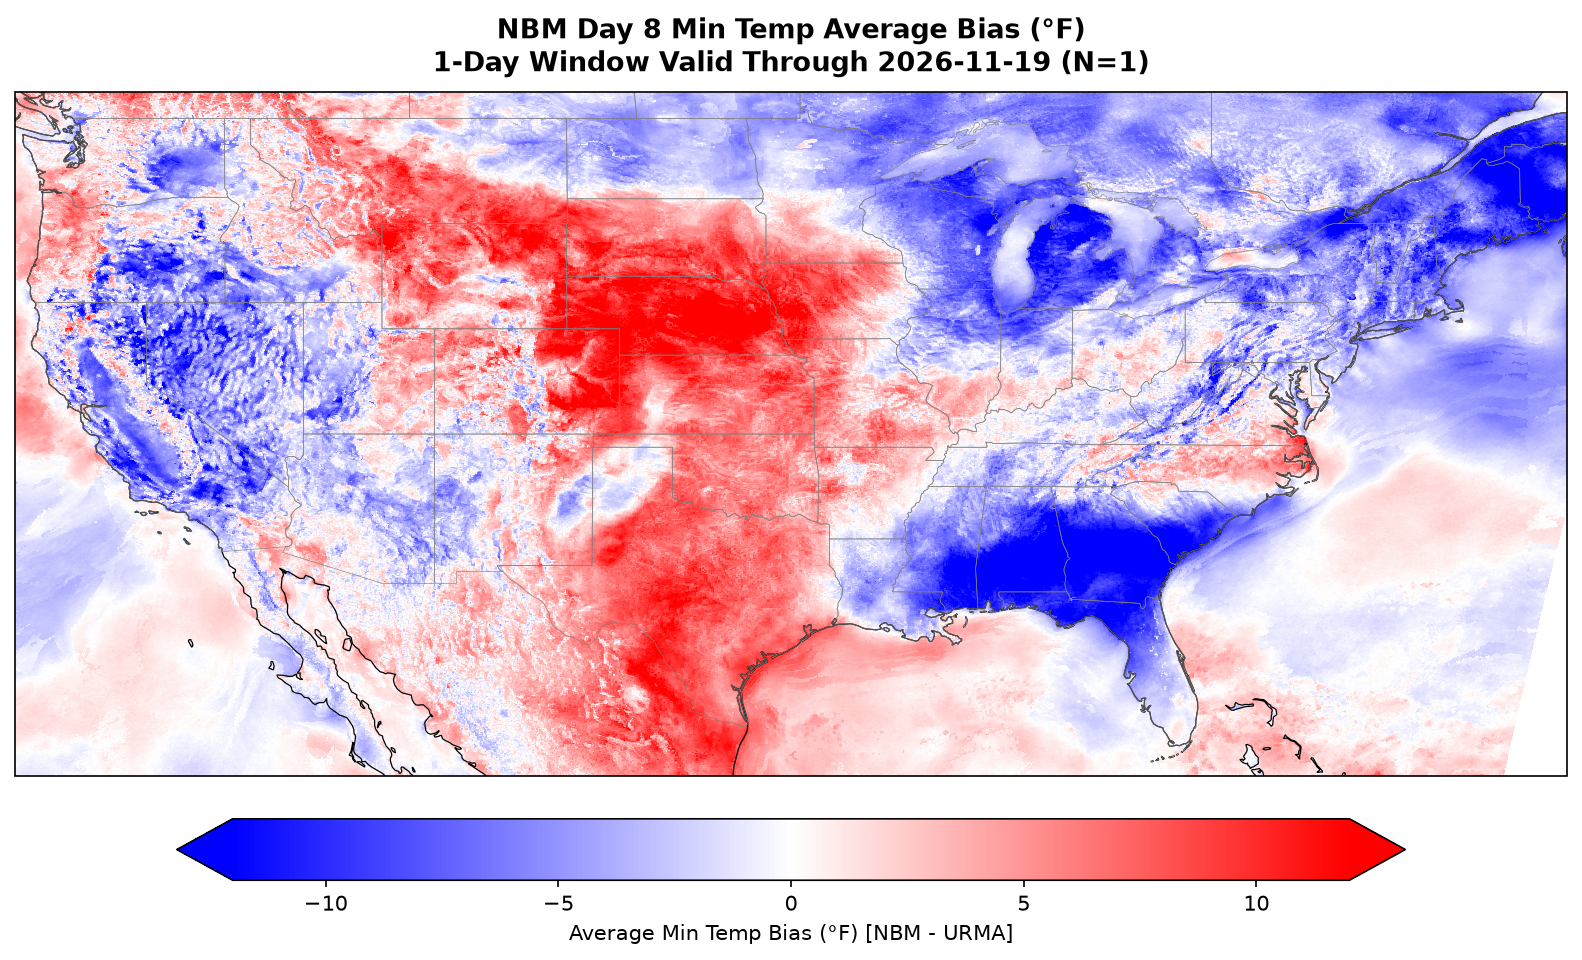 NBM Day 8 Min Temp Average Bias (°F)
1-Day Window Valid Through 2026-11-19 (N=1)
−10 −5 0 5 10
Average Min Temp Bias (°F) [NBM - URMA]